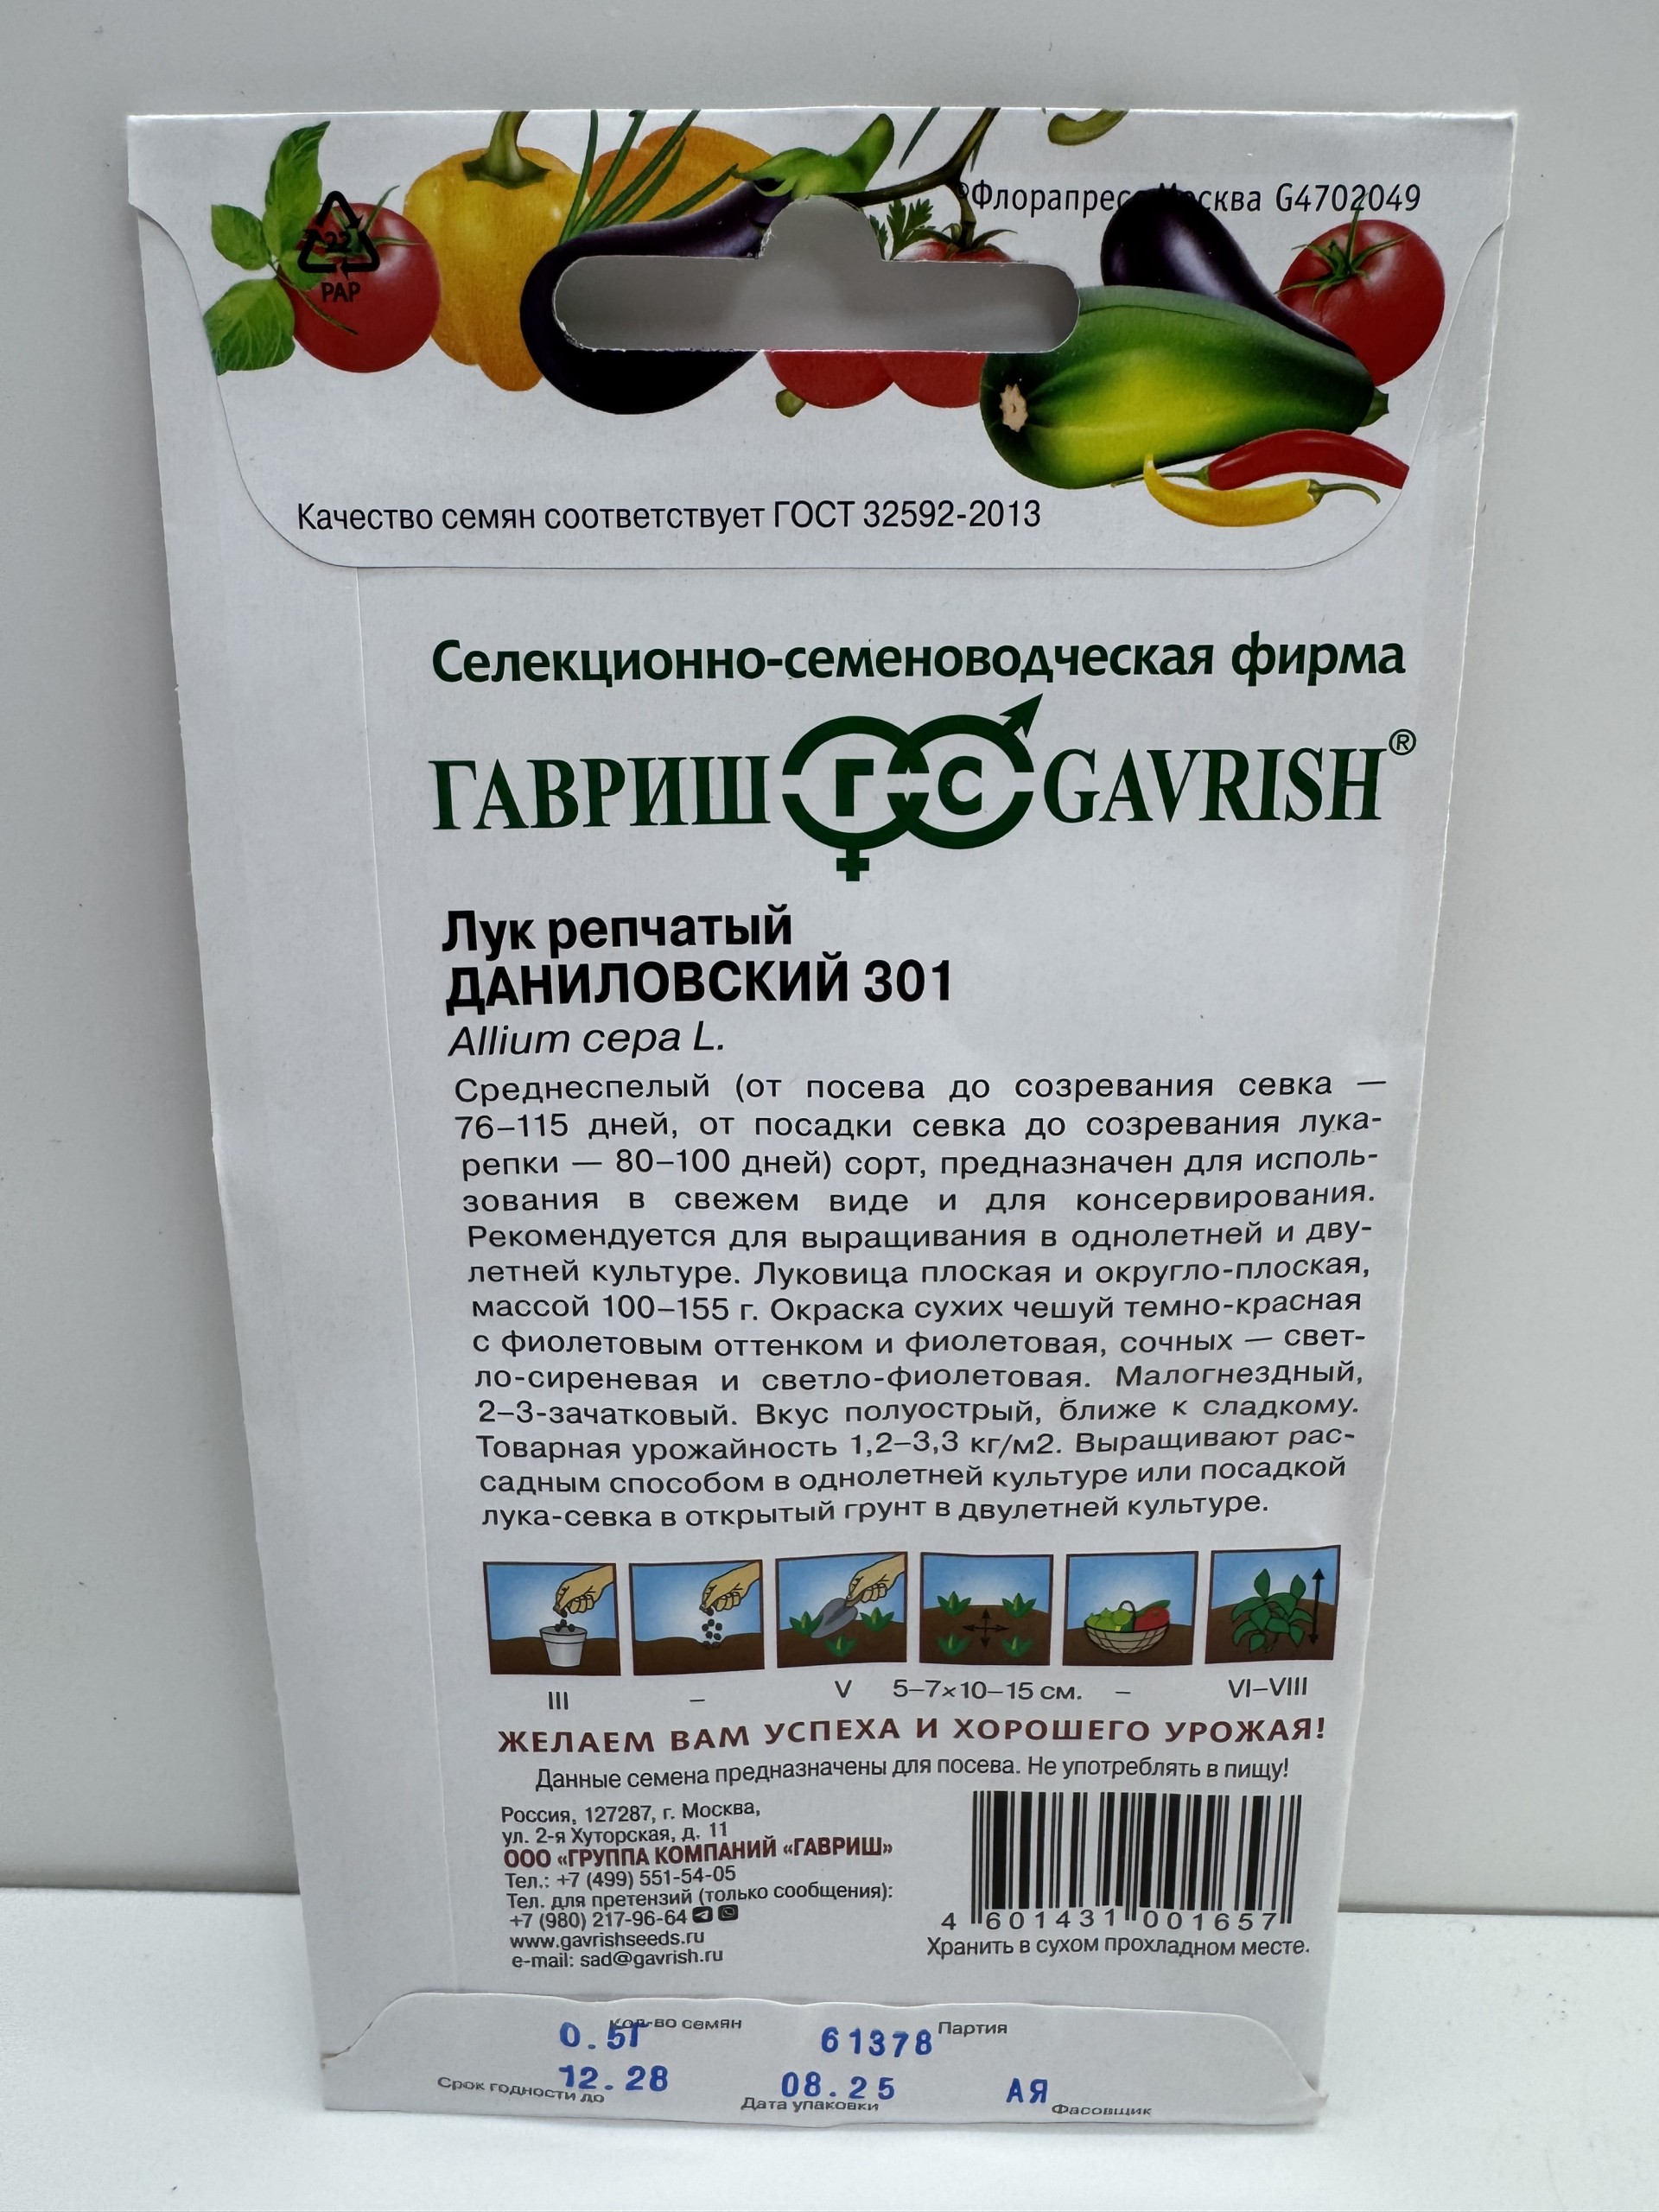 ©Флорапресс Москва G4702049
22
PAP
Качество семян соответствует ГОСТ 32592-2013
Селекционно-семеноводческая фирма
ГАВРИШ ГС GAVRISH®
Лук репчатый
ДАНИЛОВСКИЙ 301
Allium cepa L.
Среднеспелый (от посева до созревания севка —
76–115 дней, от посадки севка до созревания лука-
репки — 80–100 дней) сорт, предназначен для исполь-
зования в свежем виде и для консервирования.
Рекомендуется для выращивания в однолетней и дву-
летней культуре. Луковица плоская и округло-плоская,
массой 100–155 г. Окраска сухих чешуй темно-красная
с фиолетовым оттенком и фиолетовая, сочных — свет-
ло-сиреневая и светло-фиолетовая. Малогнездный,
2–3-зачатковый. Вкус полуострый, ближе к сладкому.
Товарная урожайность 1,2–3,3 кг/м2. Выращивают рас-
садным способом в однолетней культуре или посадкой
лука-севка в открытый грунт в двулетней культуре.
III – V 5–7×10–15 см. – VI–VIII
ЖЕЛАЕМ ВАМ УСПЕХА И ХОРОШЕГО УРОЖАЯ!
Данные семена предназначены для посева. Не употреблять в пищу!
Россия, 127287, г. Москва,
ул. 2-я Хуторская, д. 11
ООО «ГРУППА КОМПАНИЙ «ГАВРИШ»
Тел.: +7 (499) 551-54-05
Тел. для претензий (только сообщения):
+7 (980) 217-96-64
www.gavrishseeds.ru
e-mail: sad@gavrish.ru
4 601431 001657
Хранить в сухом прохладном месте.
Кол-во семян 0.5Г
61378 Партия
Срок годности до 12.28
08.25 Дата упаковки
АЯ Фасовщик